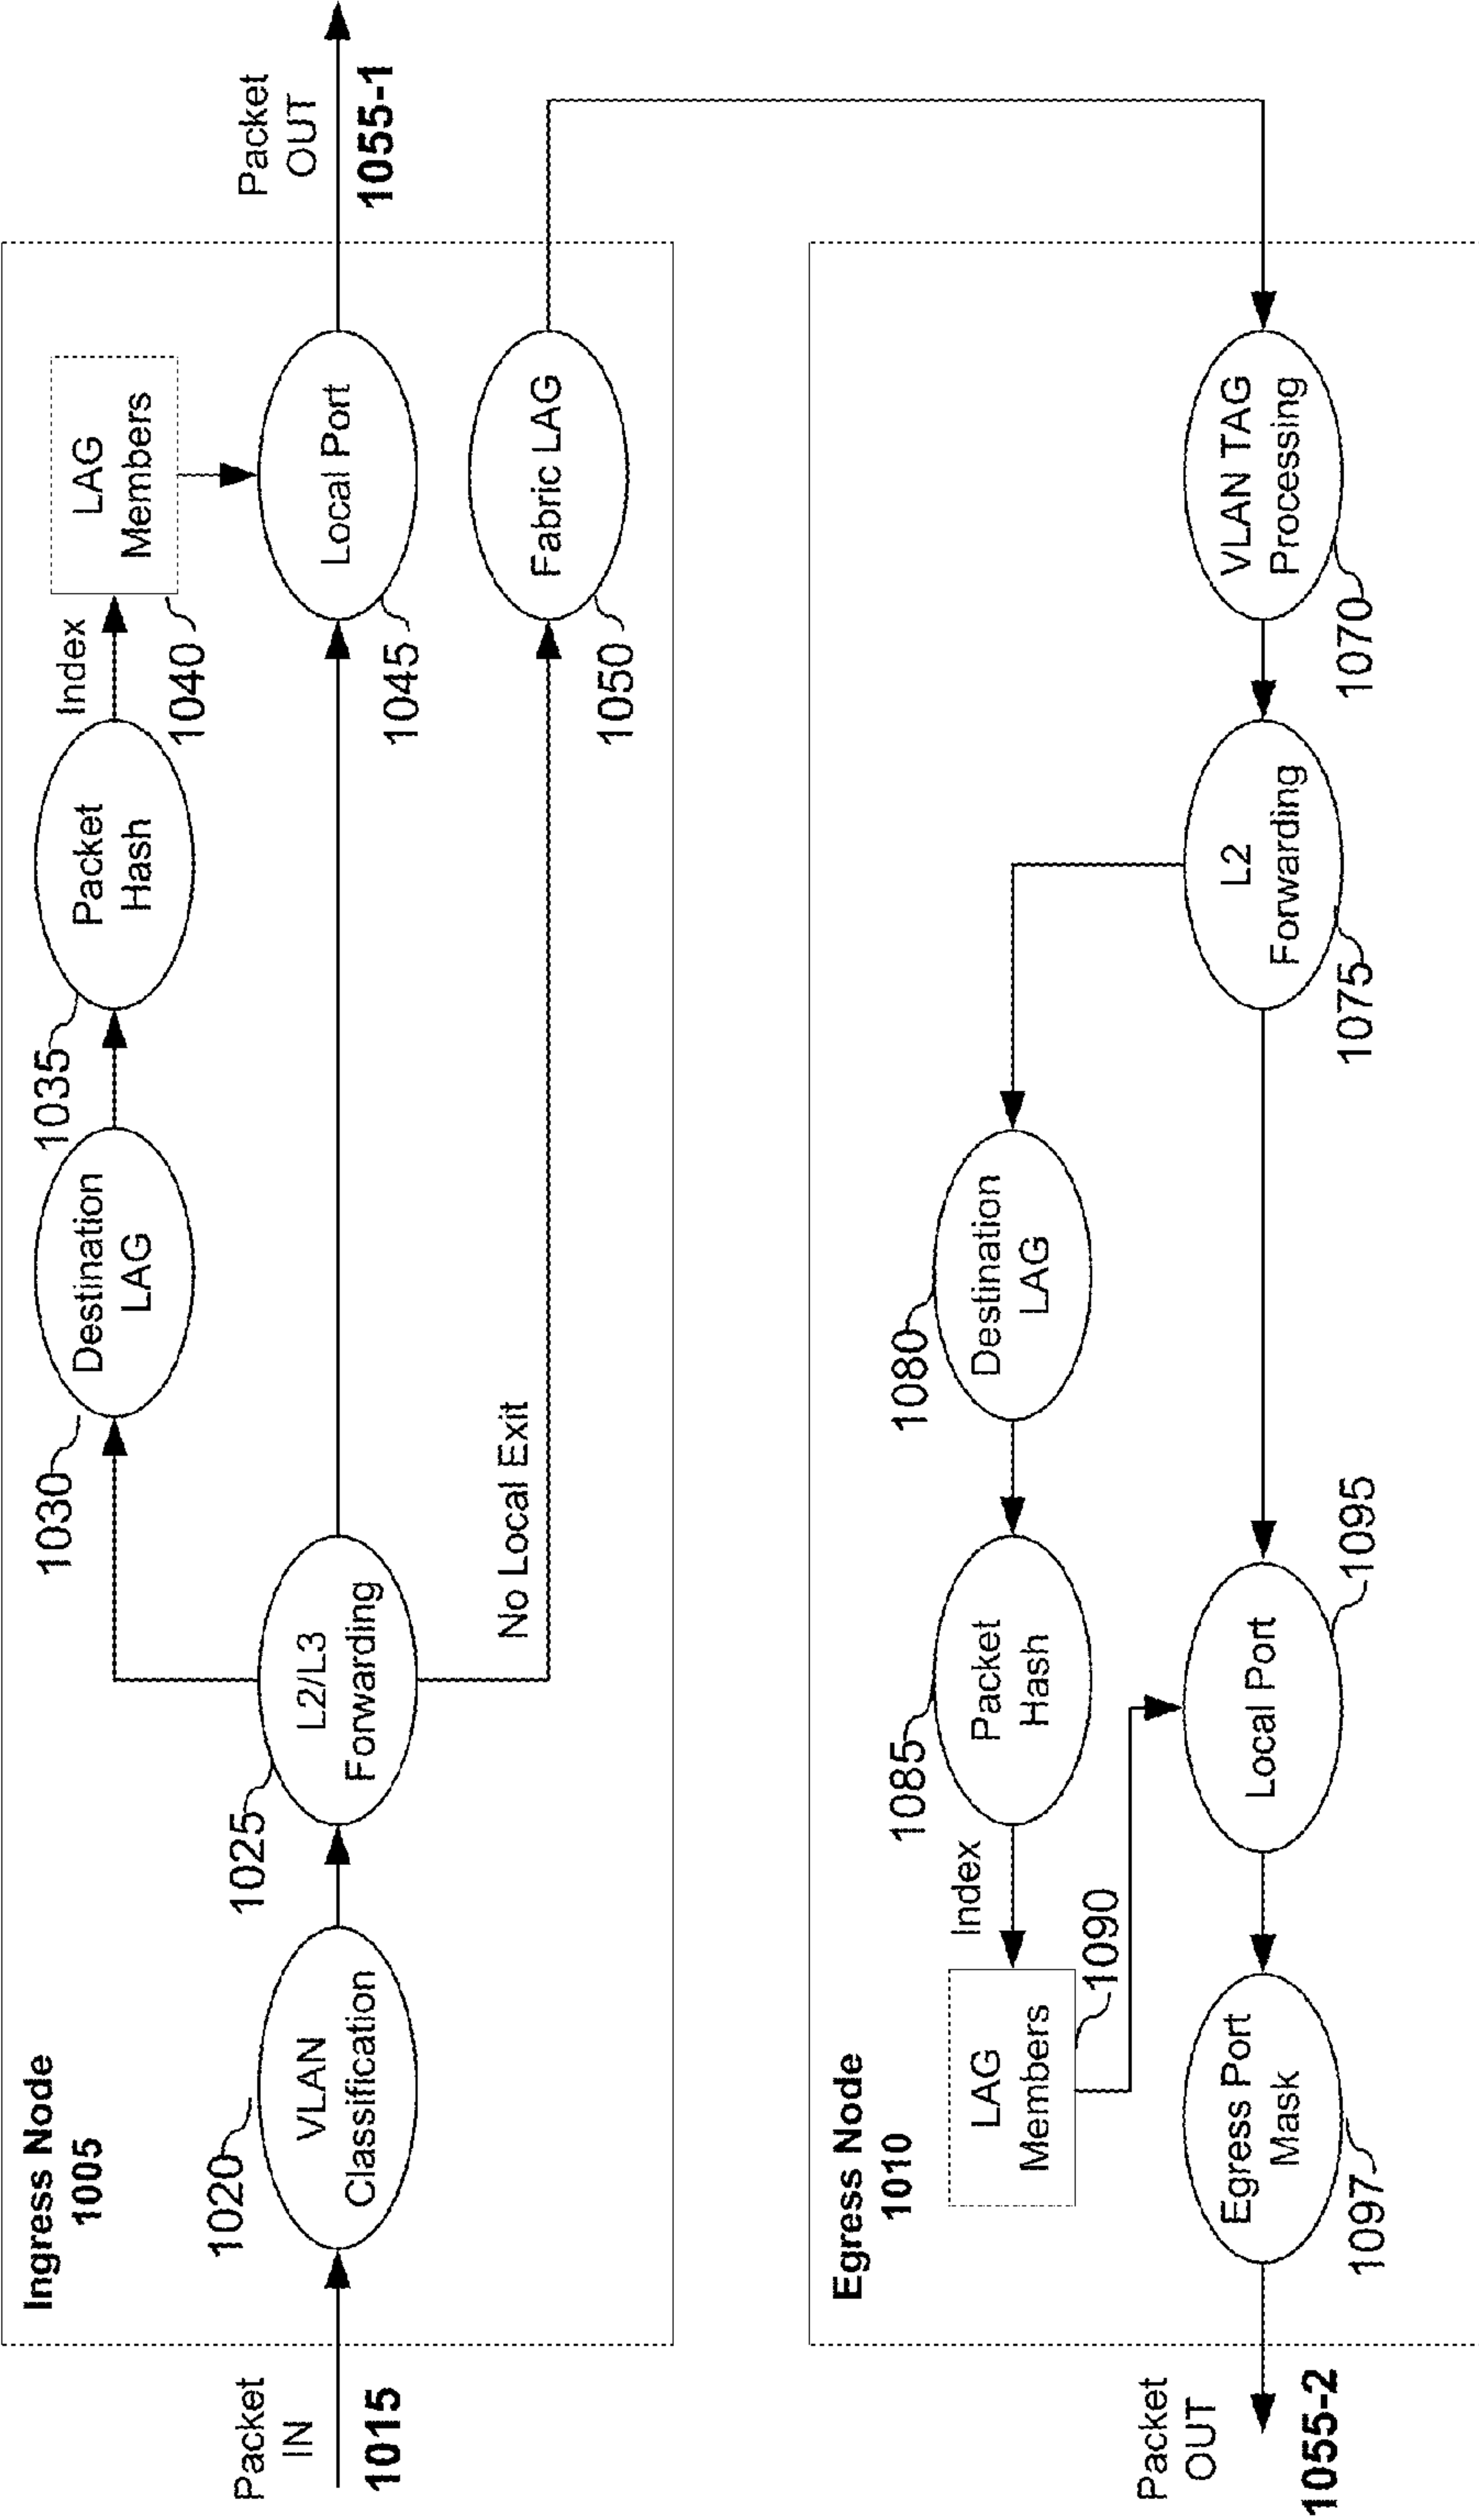 Ingress Node
1005
Packet
IN
1015
1020
VLAN
Classification
1025
L2/L3
Forwarding
1030
Destination
LAG
1035
Packet
Hash
Index
LAG
Members
1040
Local Port
1045
No Local Exit
Fabric LAG
1050
Packet
OUT
1055-1
Egress Node
1010
VLAN TAG
Processing
1070
L2
Forwarding
1075
1080
Destination
LAG
1085
Packet
Hash
Index
LAG
Members
1090
Local Port
1095
Egress Port
Mask
1097
Packet
OUT
1055-2